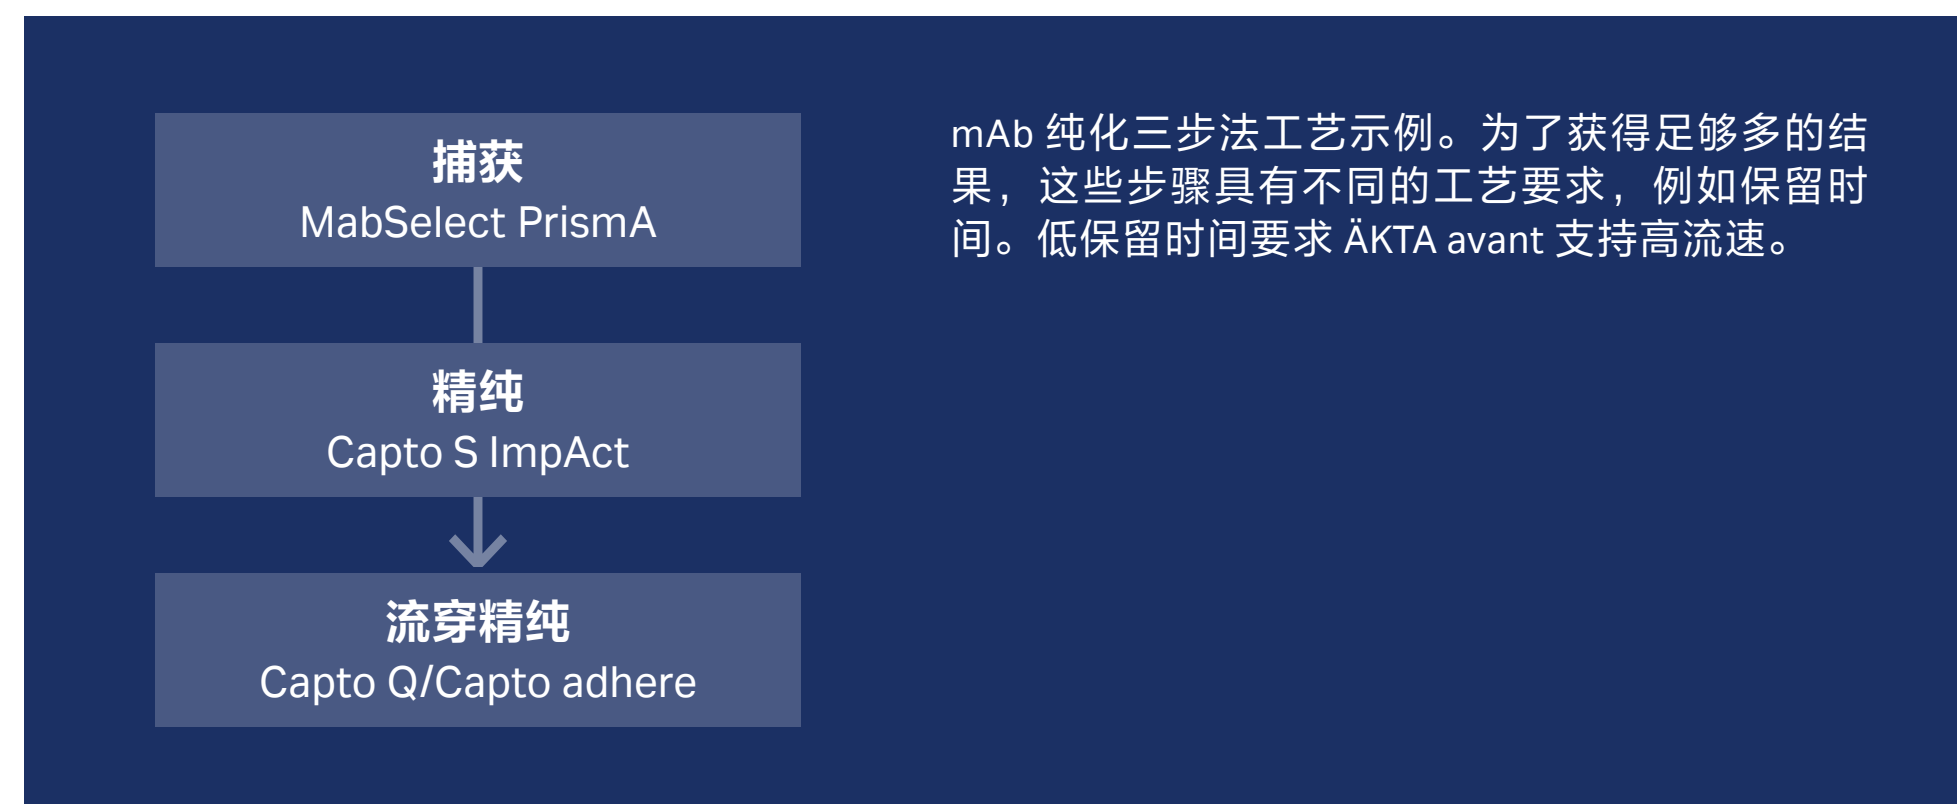 捕获
MabSelect PrismA
精纯
Capto S ImpAct
流穿精纯
Capto Q/Capto adhere
mAb 纯化三步法工艺示例。为了获得足够多的结
果，这些步骤具有不同的工艺要求，例如保留时
间。低保留时间要求 ÄKTA avant 支持高流速。